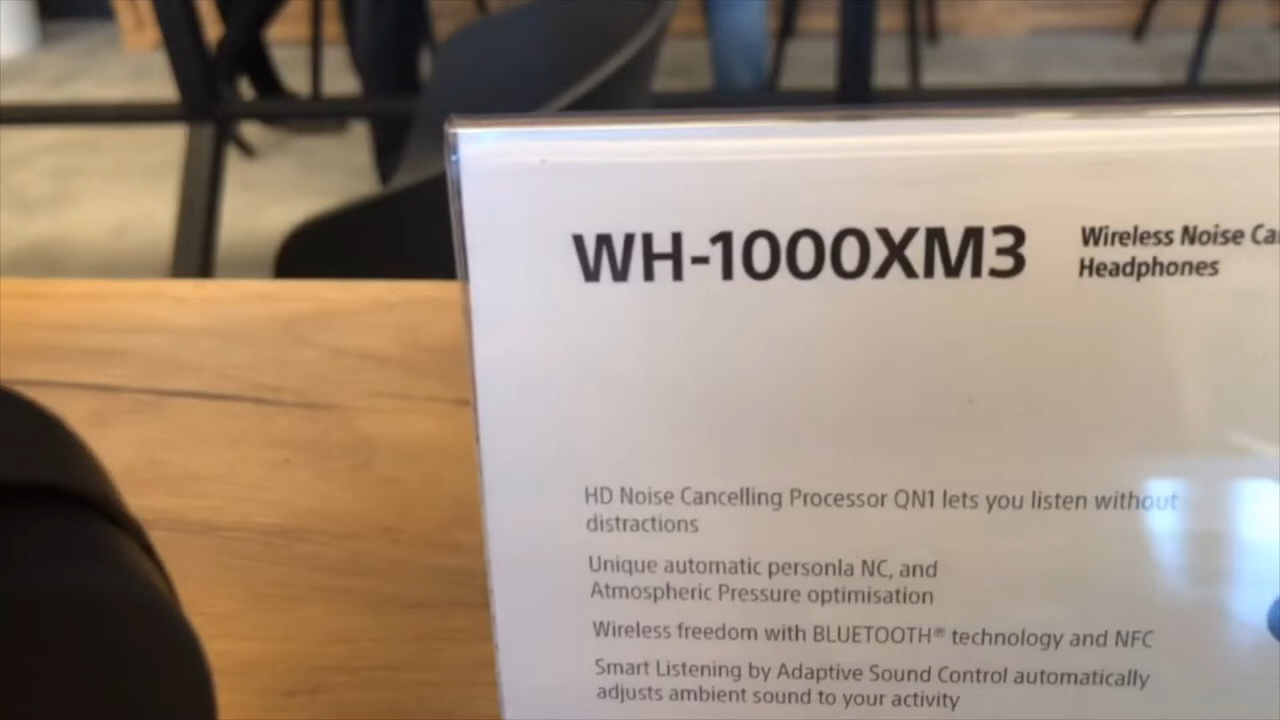 WH-1000XM3
Wireless Noise Ca
Headphones
HD Noise Cancelling Processor QN1 lets you listen without
distractions
Unique automatic personla NC, and
Atmospheric Pressure optimisation
Wireless freedom with BLUETOOTH® technology and NFC
Smart Listening by Adaptive Sound Control automatically
adjusts ambient sound to your activity